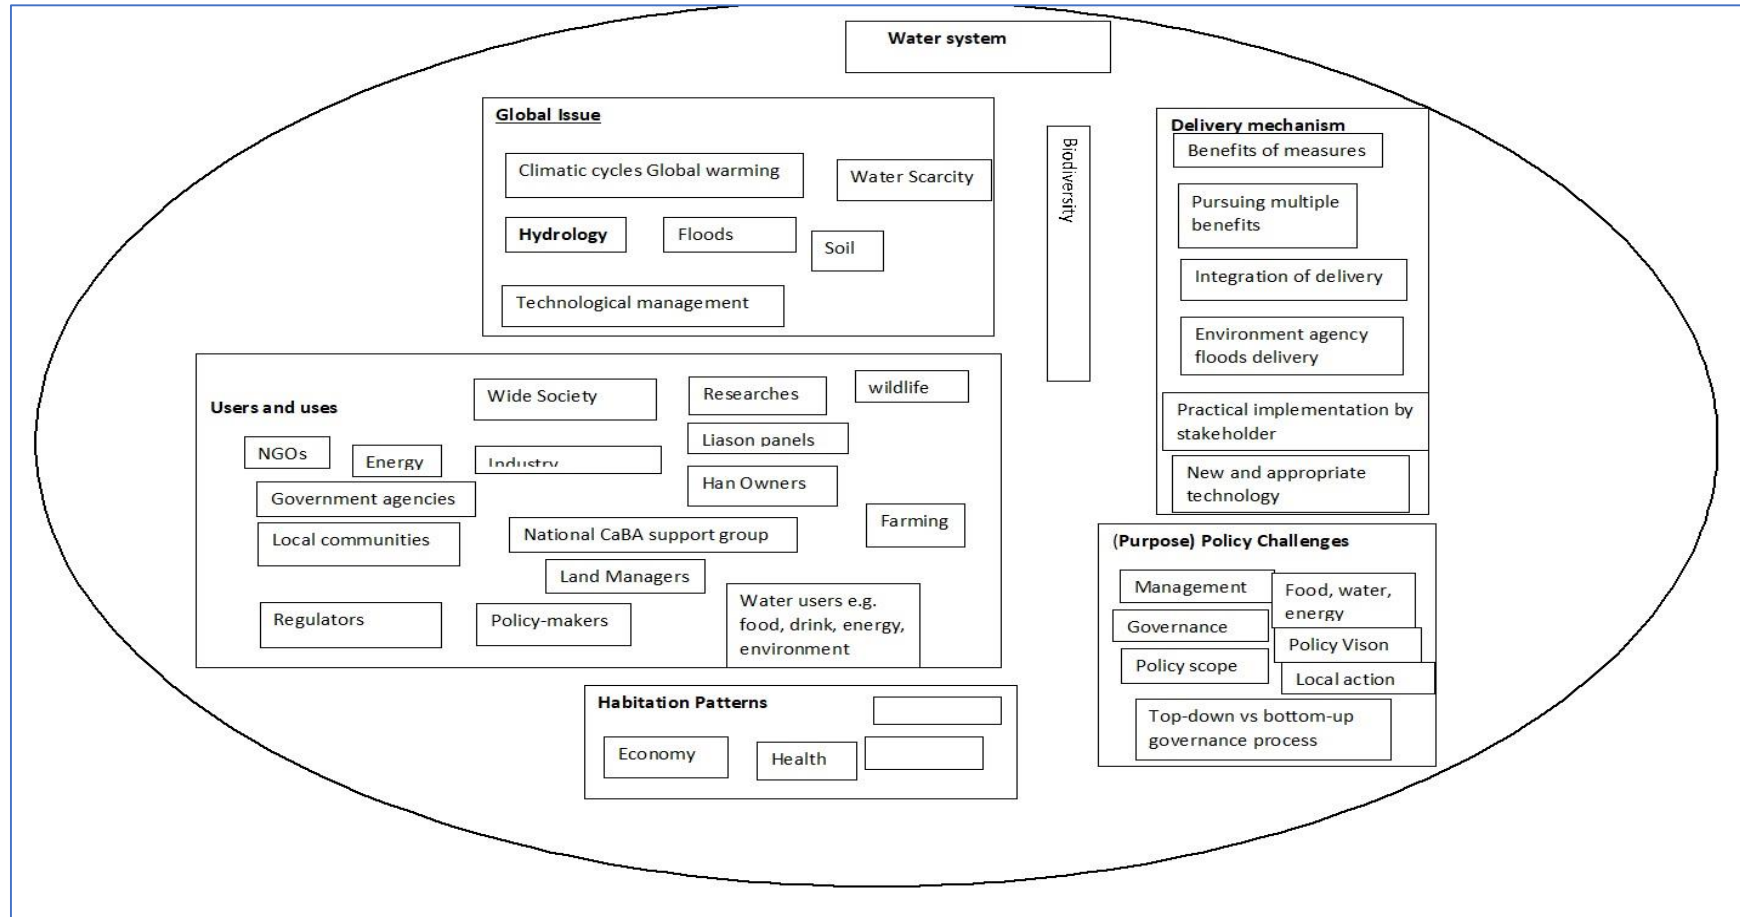 Water system
Global Issue
Climatic cycles Global warming
Water Scarcity
Hydrology
Floods
Soil
Technological management
Biodiversity
Delivery mechanism
Benefits of measures
Pursuing multiple
benefits
Integration of delivery
Environment agency
floods delivery
Practical implementation by
stakeholder
New and appropriate
technology
Users and uses
Wide Society
Researches
wildlife
NGOs
Energy
Industry
Liason panels
Government agencies
Han Owners
Local communities
National CaBA support group
Farming
Land Managers
Regulators
Policy-makers
Water users e.g.
food, drink, energy,
environment
(Purpose) Policy Challenges
Management
Food, water,
energy
Governance
Policy Vison
Policy scope
Local action
Top-down vs bottom-up
governance process
Habitation Patterns
Economy
Health